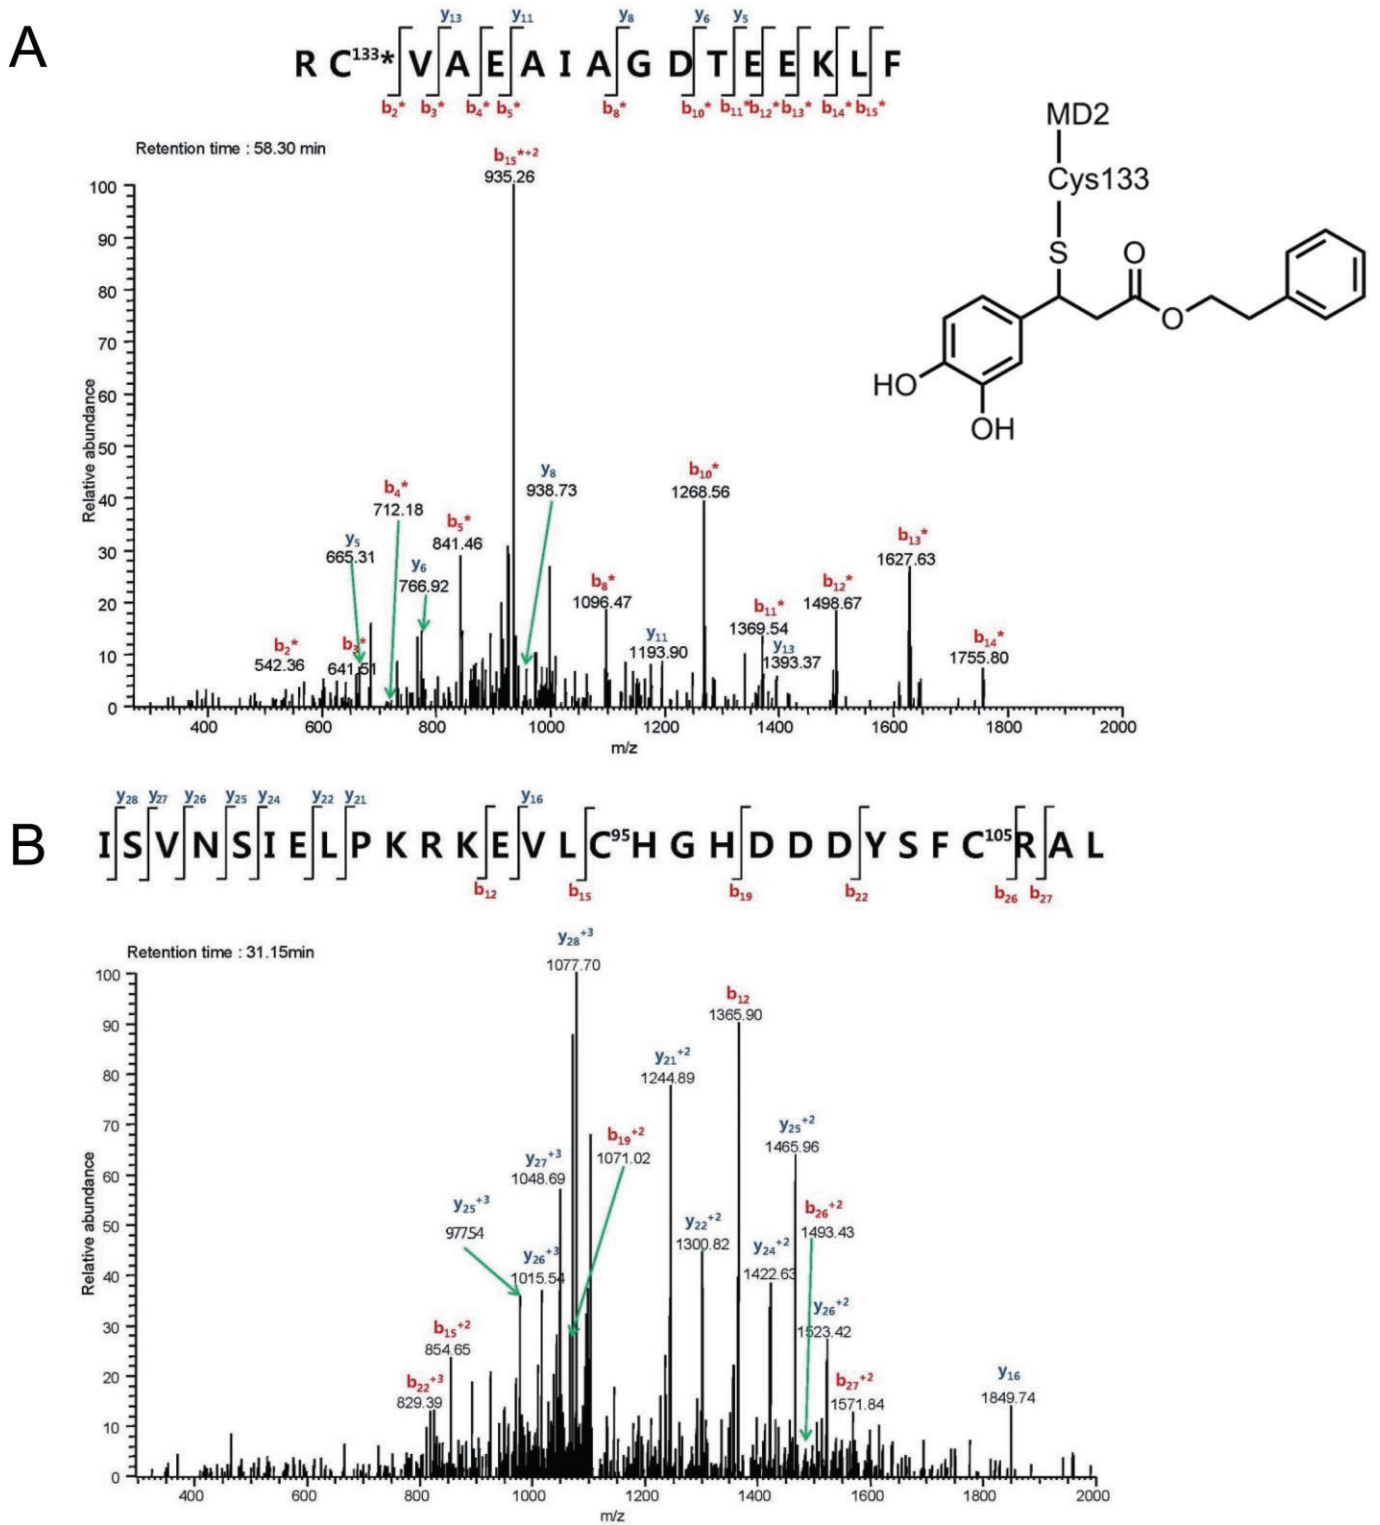 A
y₁₃ y₁₁ y₈ y₆ y₅
R C¹³³* V A E A I A G D T E E K L F
b₂* b₃* b₄* b₅* b₈* b₁₀* b₁₁* b₁₂* b₁₃* b₁₄* b₁₅*
Retention time : 58.30 min
b₁₅*⁺²
935.26
b₄*
712.18
y₅
665.31
y₆
766.92
b₅*
841.46
y₈
938.73
b₂*
542.36
b₃*
641.51
b₈*
1096.47
y₁₁
1193.90
b₁₀*
1268.56
b₁₁*
1369.54
y₁₃
1393.37
b₁₂*
1498.67
b₁₃*
1627.63
b₁₄*
1755.80
Relative abundance
100
90
80
70
60
50
40
30
20
10
0
400 600 800 1000 1200 1400 1600 1800 2000
m/z
MD2
Cys133
S
O
O
HO
OH
B
y₂₈ y₂₇ y₂₆ y₂₅ y₂₄ y₂₂ y₂₁ y₁₆
I S V N S I E L P K R K E V L C⁹⁵ H G H D D D Y S F C¹⁰⁵ R A L
b₁₂ b₁₅ b₁₉ b₂₂ b₂₆ b₂₇
Retention time : 31.15min
y₂₈⁺³
1077.70
b₁₂
1365.90
y₂₁⁺²
1244.89
b₁₉⁺²
1071.02
y₂₇⁺³
1048.69
y₂₅⁺³
977.54
y₂₆⁺³
1015.54
y₂₅⁺²
1465.96
b₂₆⁺²
1493.43
y₂₂⁺²
1300.82
y₂₄⁺²
1422.63
y₂₆⁺²
1523.42
b₁₅⁺²
854.65
b₂₂⁺³
829.39
b₂₇⁺²
1571.84
y₁₆
1849.74
Relative abundance
100
90
80
70
60
50
40
30
20
10
0
400 600 800 1000 1200 1400 1600 1800 2000
m/z